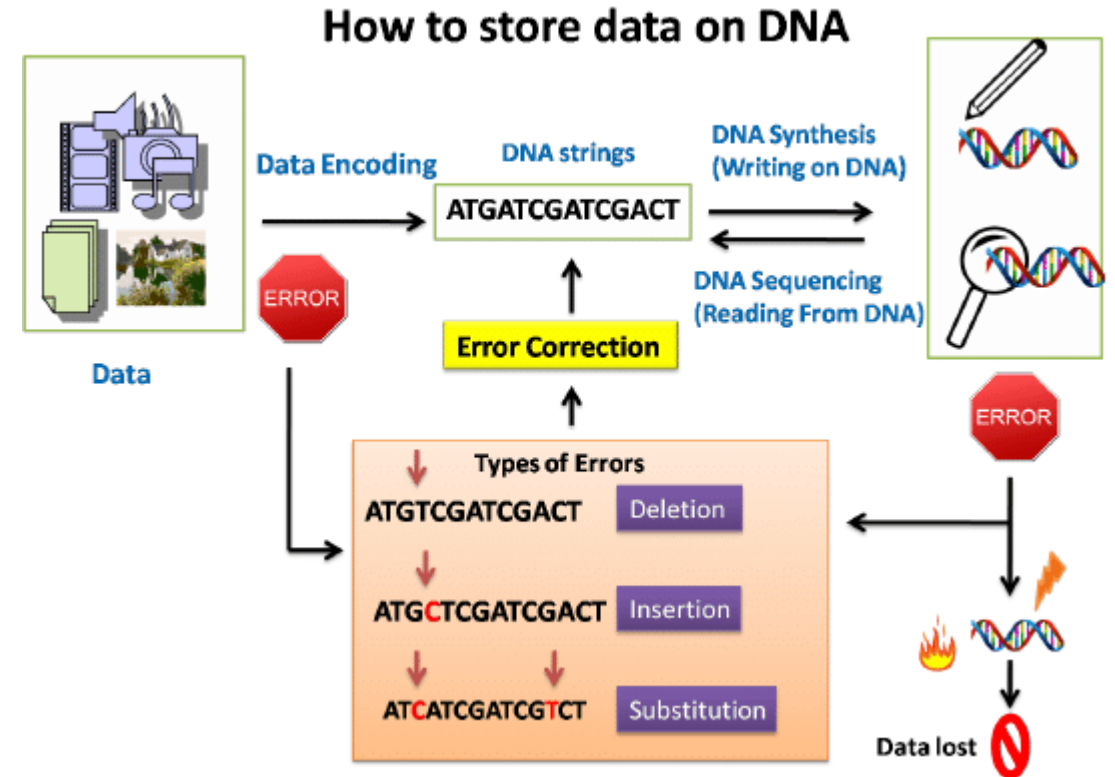 How to store data on DNA
Data Encoding
DNA strings
DNA Synthesis
(Writing on DNA)
ATGATCGATCGACT
DNA Sequencing
(Reading From DNA)
ERROR
Error Correction
Data
ERROR
Types of Errors
ATGTCGATCGACT
Deletion
ATGCTCGATCGACT
Insertion
ATCATCGATCGTCT
Substitution
Data lost